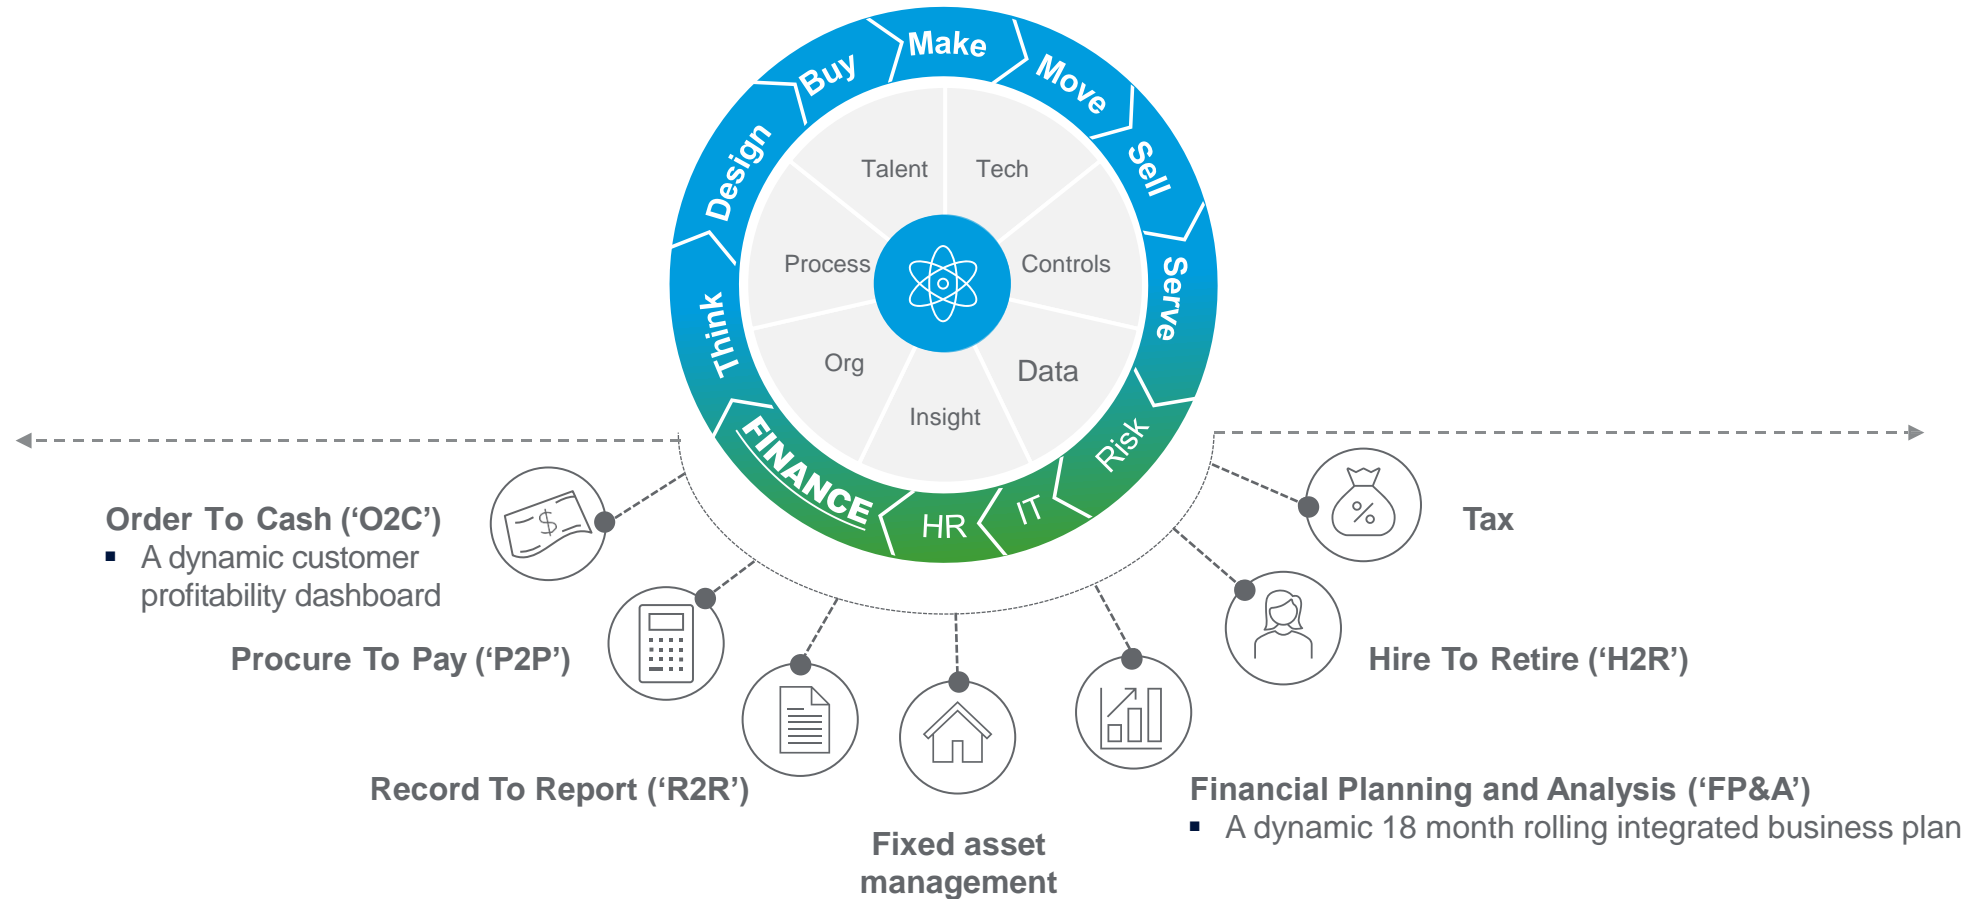 Make
Buy
Move
Design
Sell
Think
Serve
FINANCE
HR
IT
Risk
Talent
Tech
Process
Controls
Org
Data
Insight
$
%
Order To Cash (‘O2C’)
▪ A dynamic customer
profitability dashboard
Procure To Pay (‘P2P’)
Record To Report (‘R2R’)
Fixed asset
management
Financial Planning and Analysis (‘FP&A’)
▪ A dynamic 18 month rolling integrated business plan
Hire To Retire (‘H2R’)
Tax